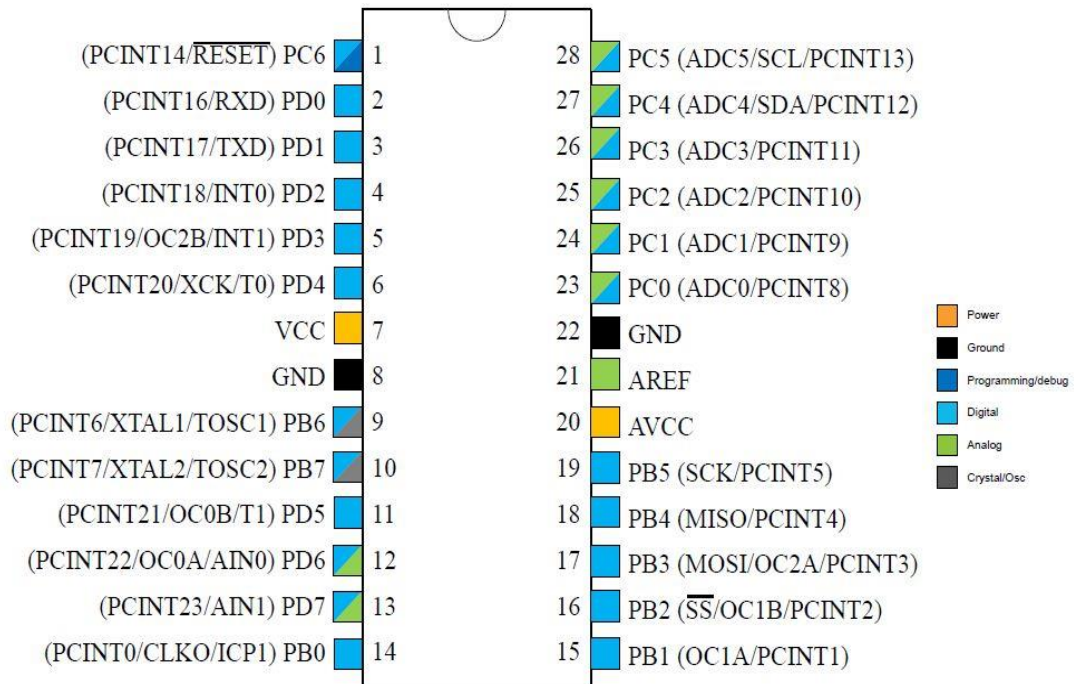 (PCINT14/RESET) PC6 1
(PCINT16/RXD) PD0 2
(PCINT17/TXD) PD1 3
(PCINT18/INT0) PD2 4
(PCINT19/OC2B/INT1) PD3 5
(PCINT20/XCK/T0) PD4 6
VCC 7
GND 8
(PCINT6/XTAL1/TOSC1) PB6 9
(PCINT7/XTAL2/TOSC2) PB7 10
(PCINT21/OC0B/T1) PD5 11
(PCINT22/OC0A/AIN0) PD6 12
(PCINT23/AIN1) PD7 13
(PCINT0/CLKO/ICP1) PB0 14
28 PC5 (ADC5/SCL/PCINT13)
27 PC4 (ADC4/SDA/PCINT12)
26 PC3 (ADC3/PCINT11)
25 PC2 (ADC2/PCINT10)
24 PC1 (ADC1/PCINT9)
23 PC0 (ADC0/PCINT8)
22 GND
21 AREF
20 AVCC
19 PB5 (SCK/PCINT5)
18 PB4 (MISO/PCINT4)
17 PB3 (MOSI/OC2A/PCINT3)
16 PB2 (SS/OC1B/PCINT2)
15 PB1 (OC1A/PCINT1)
Power
Ground
Programming/debug
Digital
Analog
Crystal/Osc